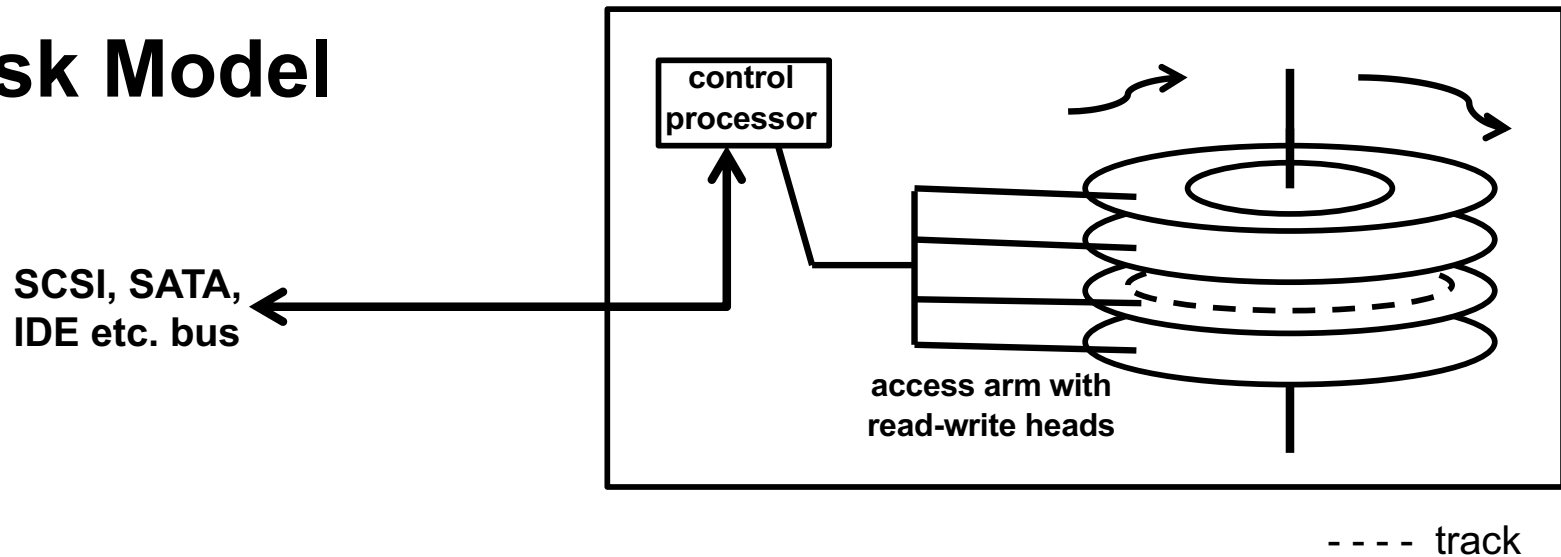 sk Model
control
processor
SCSI, SATA,
IDE etc. bus
access arm with
read-write heads
- - - - track